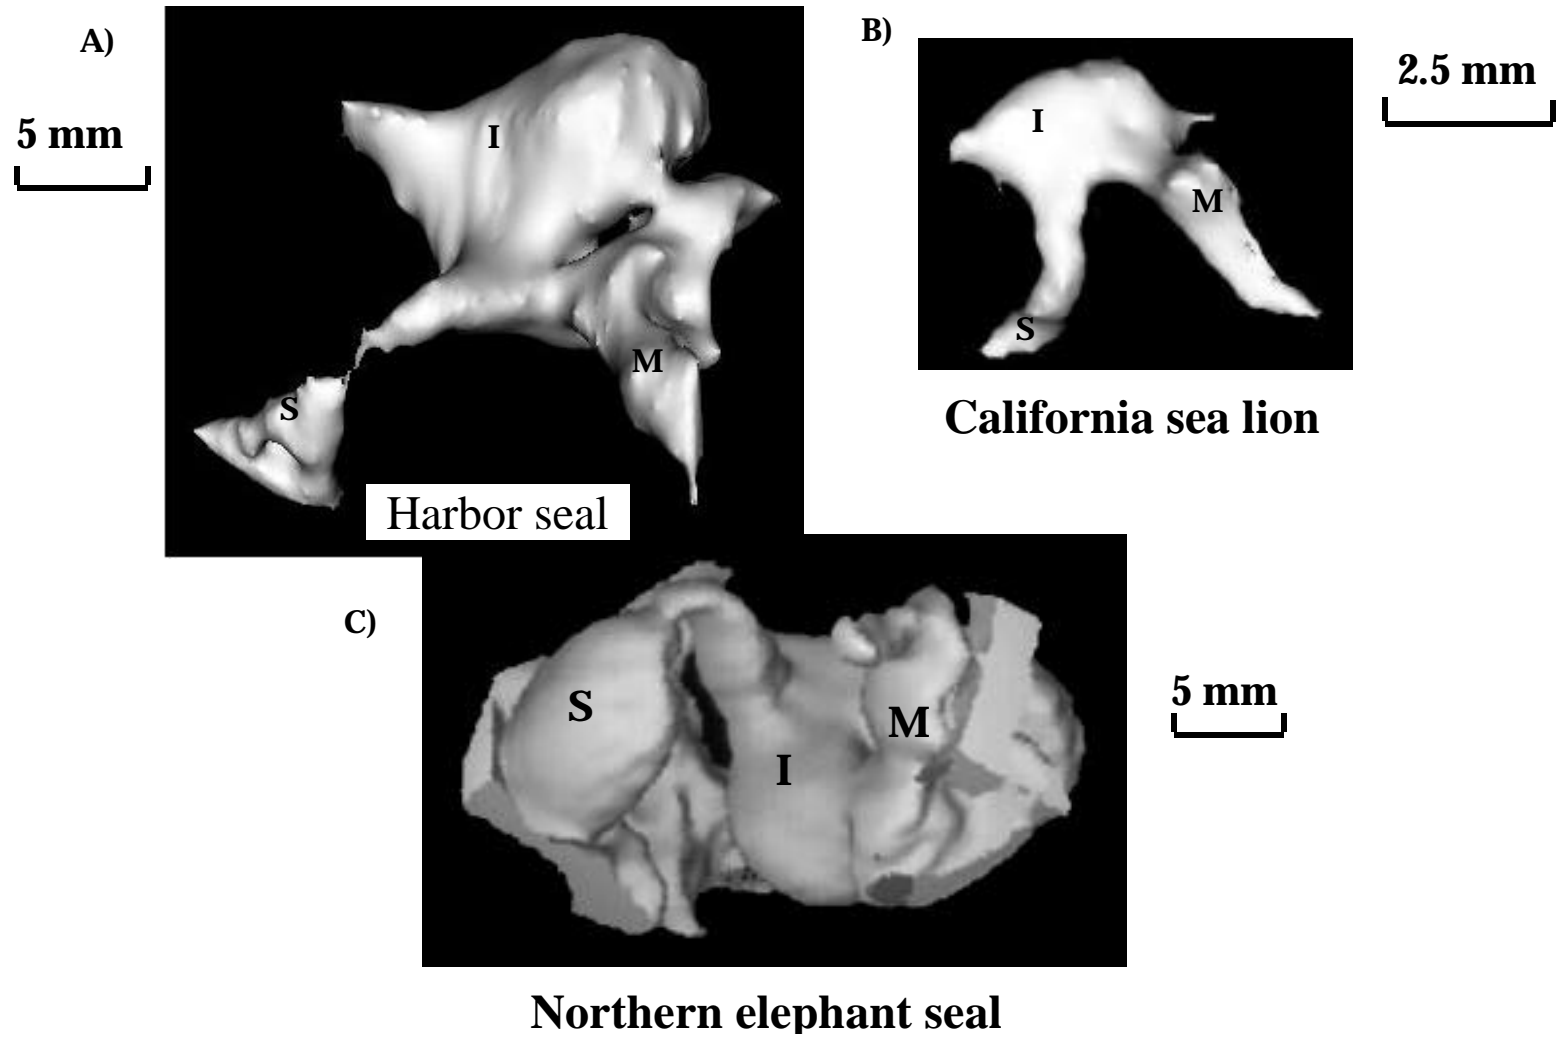 A)
5 mm
I
M
S
Harbor seal
B)
2.5 mm
I
M
S
California sea lion
C)
S
I
M
5 mm
Northern elephant seal